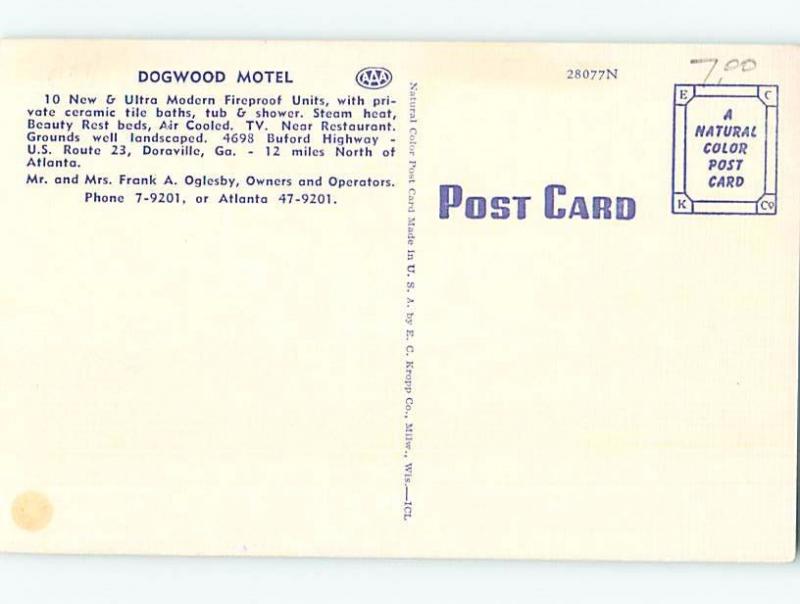 DOGWOOD MOTEL AAA
10 New & Ultra Modern Fireproof Units, with pri-
vate ceramic tile baths, tub & shower. Steam heat,
Beauty Rest beds, Air Cooled. TV. Near Restaurant.
Grounds well landscaped. 4698 Buford Highway -
U.S. Route 23, Doraville, Ga. - 12 miles North of
Atlanta.
Mr. and Mrs. Frank A. Oglesby, Owners and Operators.
Phone 7-9201, or Atlanta 47-9201.
Natural Color Post Card Made in U. S. A. by E. C. Kropp Co., Milw., Wis.—ICL
28077N
7.00
POST CARD
E C
A
NATURAL
COLOR
POST
CARD
K Co